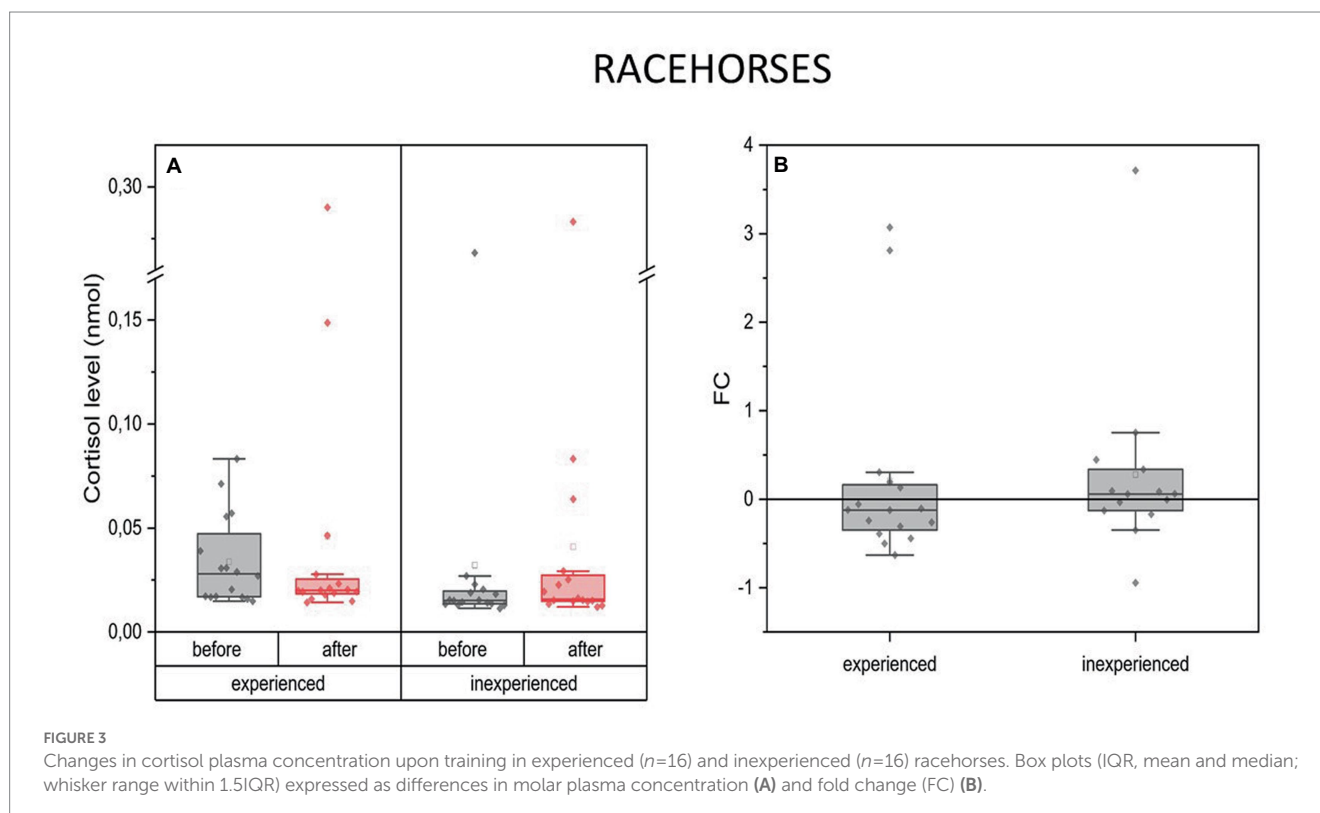 RACEHORSES
A
Cortisol level (nmol)
0,30
0,15
0,10
0,05
0,00
before after before after
experienced inexperienced
B
FC
4
3
2
1
0
-1
experienced inexperienced
FIGURE 3
Changes in cortisol plasma concentration upon training in experienced (n=16) and inexperienced (n=16) racehorses. Box plots (IQR, mean and median;
whisker range within 1.5IQR) expressed as differences in molar plasma concentration (A) and fold change (FC) (B).